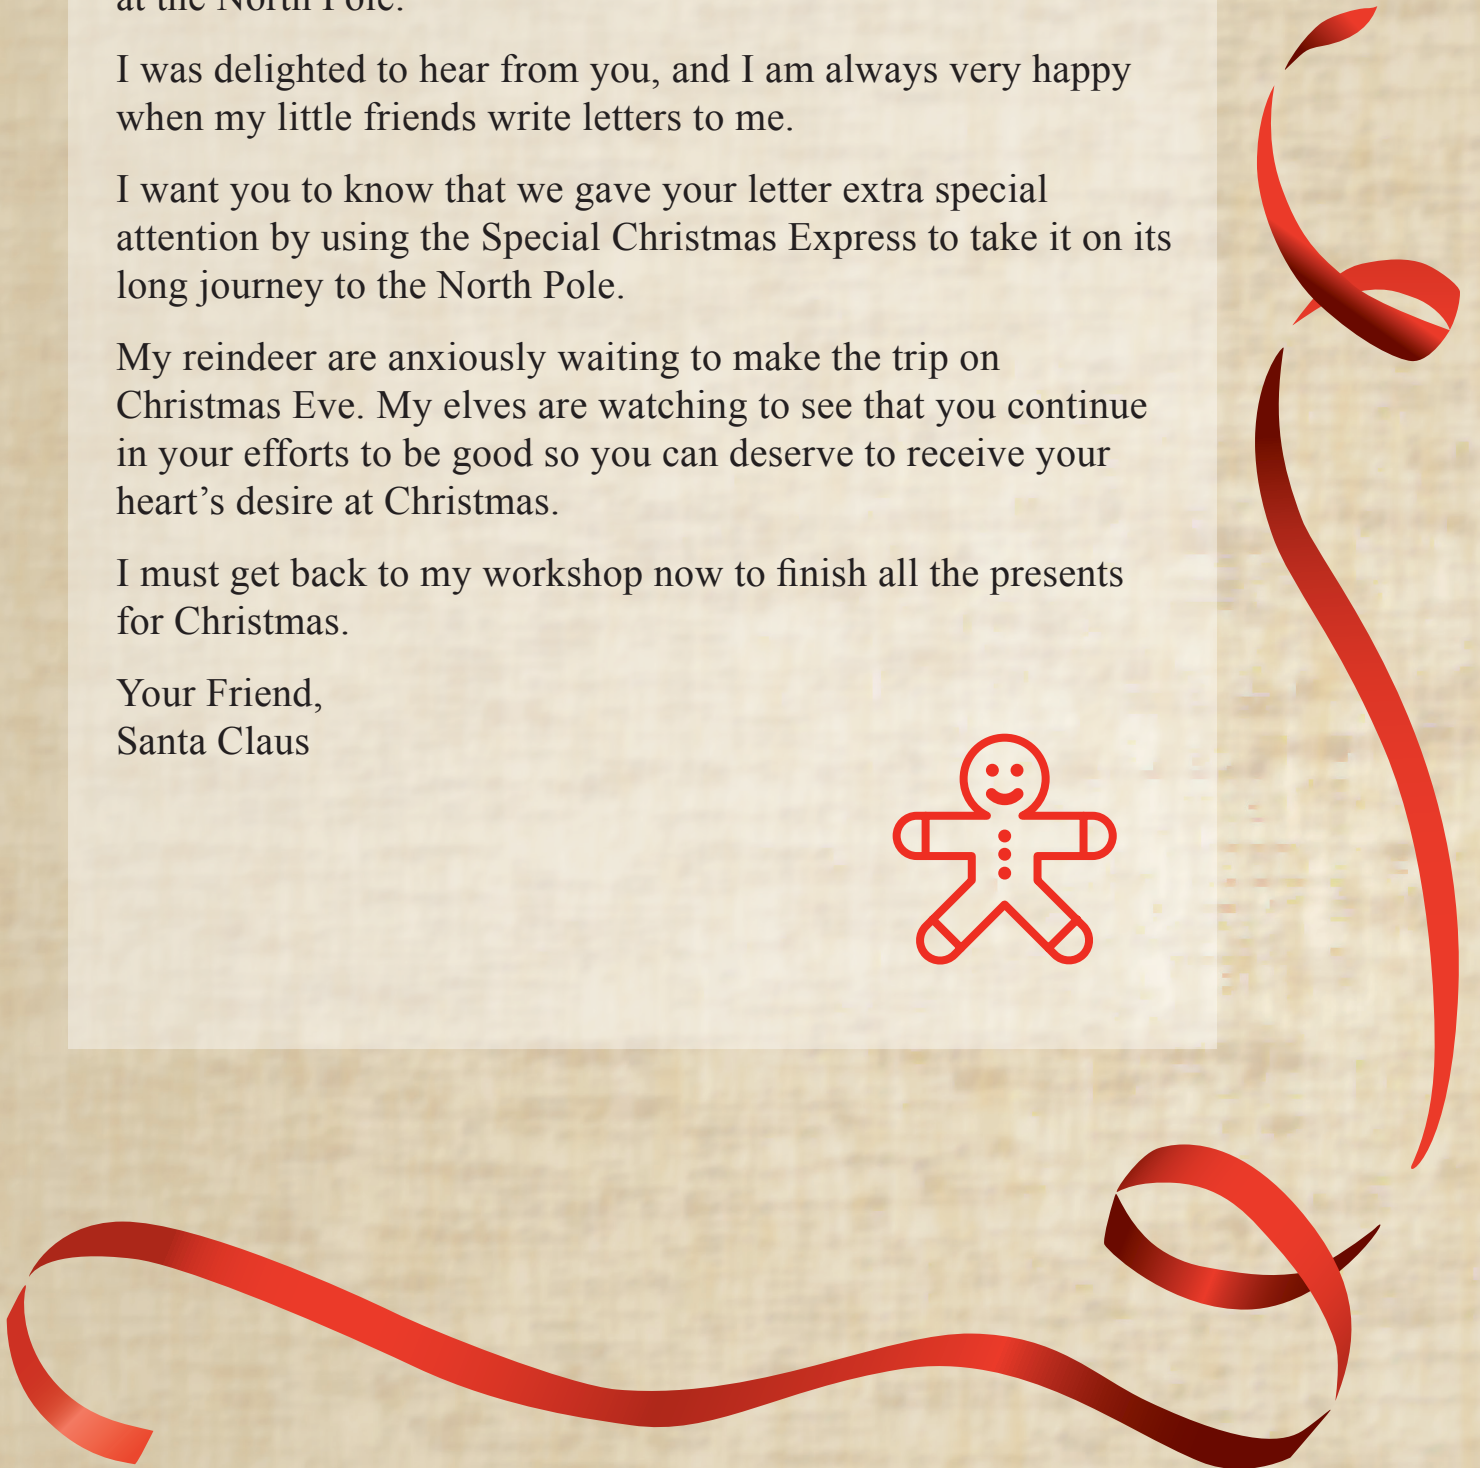 at the North Pole.
I was delighted to hear from you, and I am always very happy
when my little friends write letters to me.
I want you to know that we gave your letter extra special
attention by using the Special Christmas Express to take it on its
long journey to the North Pole.
My reindeer are anxiously waiting to make the trip on
Christmas Eve. My elves are watching to see that you continue
in your efforts to be good so you can deserve to receive your
heart’s desire at Christmas.
I must get back to my workshop now to finish all the presents
for Christmas.
Your Friend,
Santa Claus